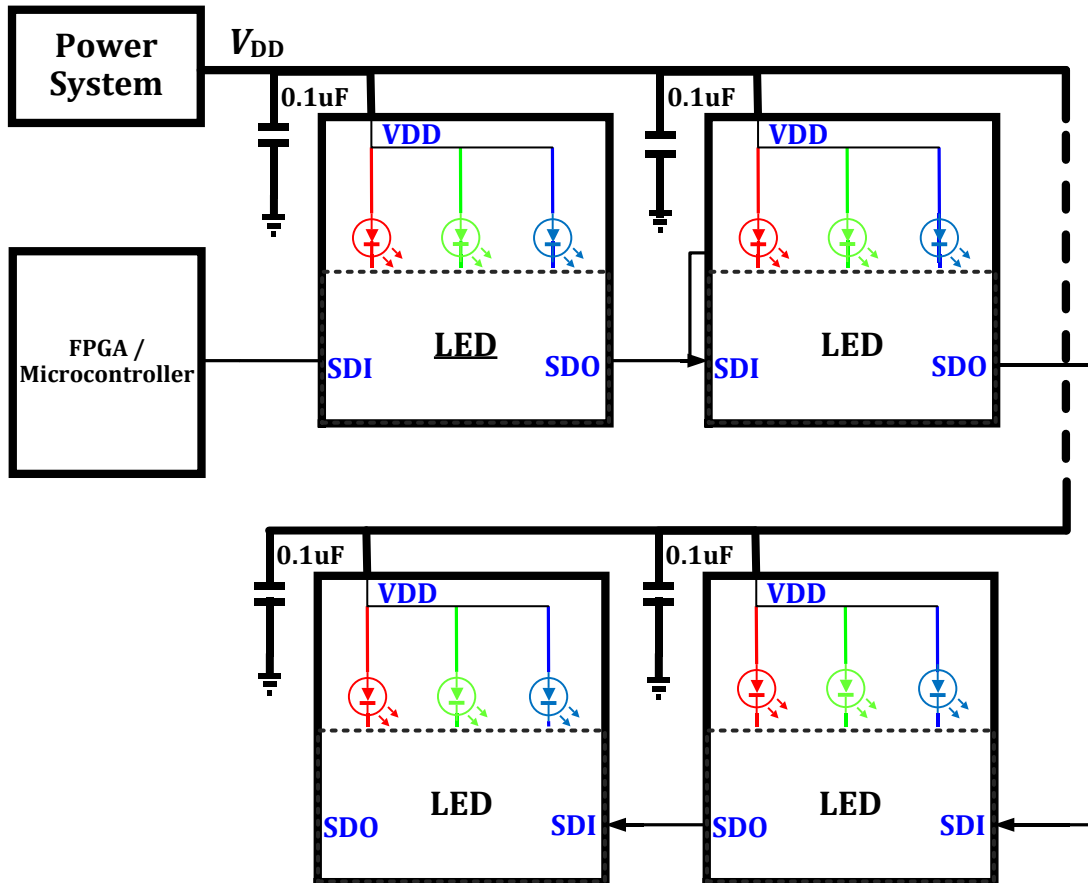 Power
System
VDD
0.1uF
0.1uF
VDD
VDD
FPGA /
Microcontroller
SDI
LED
SDO
SDI
LED
SDO
0.1uF
0.1uF
VDD
VDD
SDO
LED
SDI
SDO
LED
SDI